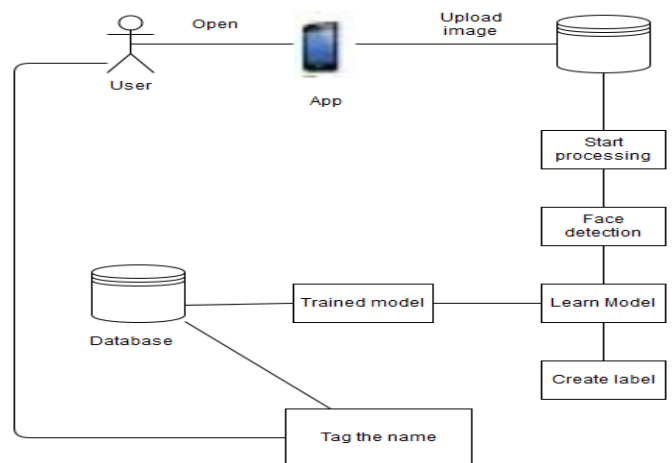 Open
Upload
image
User
App
Start
processing
Face
detection
Trained model
Learn Model
Database
Create label
Tag the name